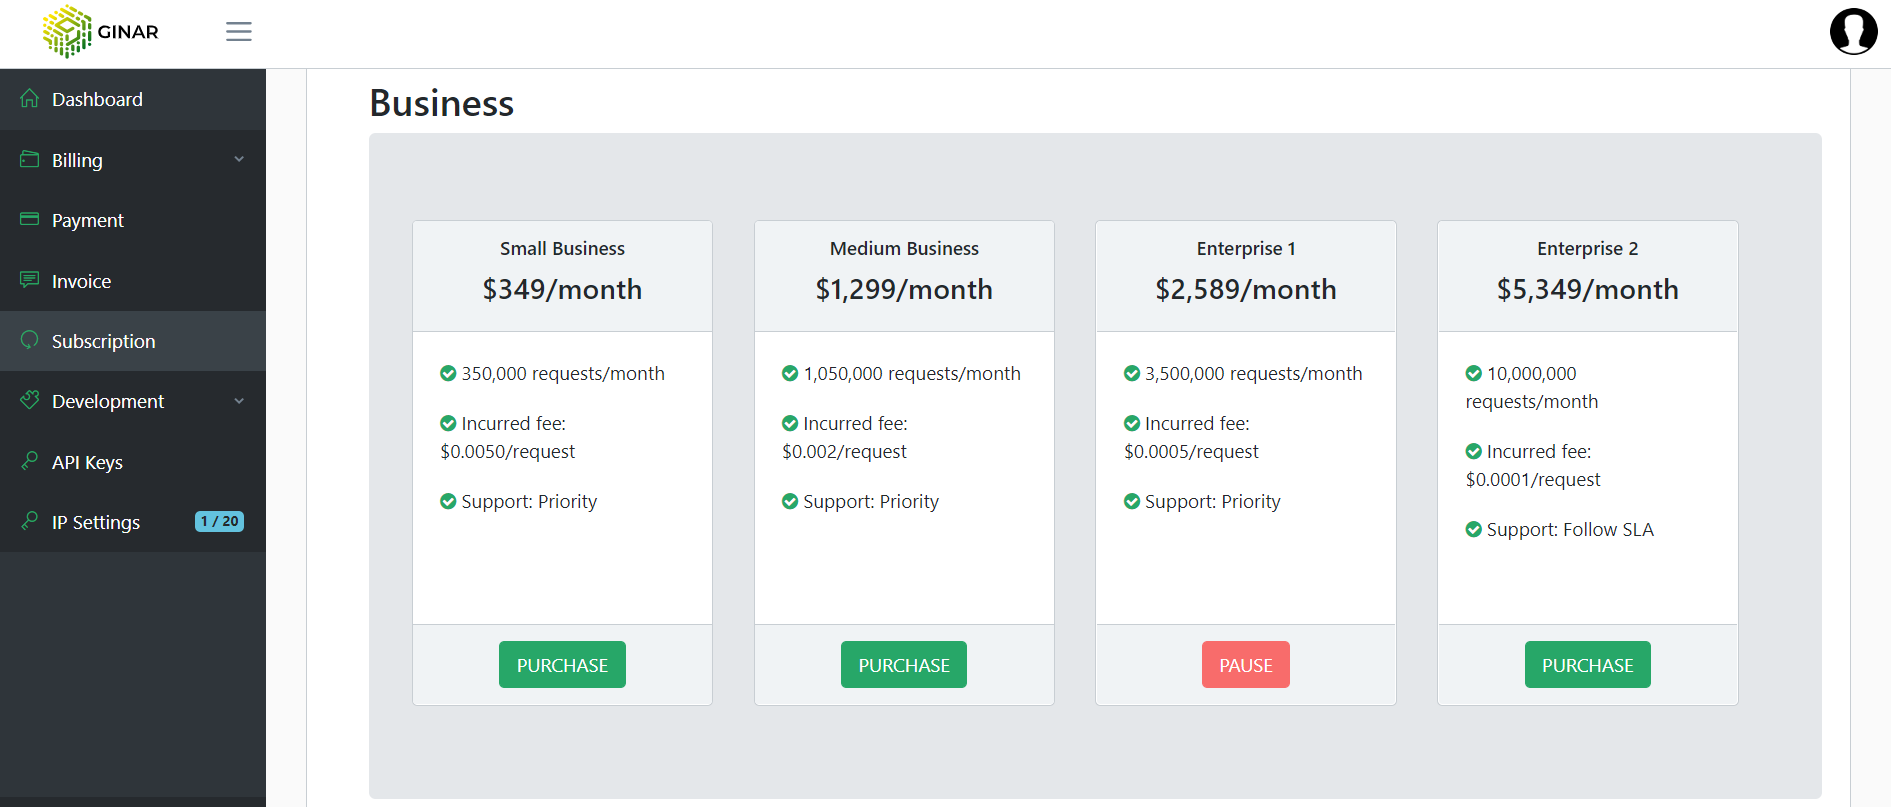 GINAR
Dashboard
Billing
Payment
Invoice
Subscription
Development
API Keys
IP Settings
1 / 20
Business
Small Business
$349/month
350,000 requests/month
Incurred fee:
$0.0050/request
Support: Priority
PURCHASE
Medium Business
$1,299/month
1,050,000 requests/month
Incurred fee:
$0.002/request
Support: Priority
PURCHASE
Enterprise 1
$2,589/month
3,500,000 requests/month
Incurred fee:
$0.0005/request
Support: Priority
PAUSE
Enterprise 2
$5,349/month
10,000,000
requests/month
Incurred fee:
$0.0001/request
Support: Follow SLA
PURCHASE